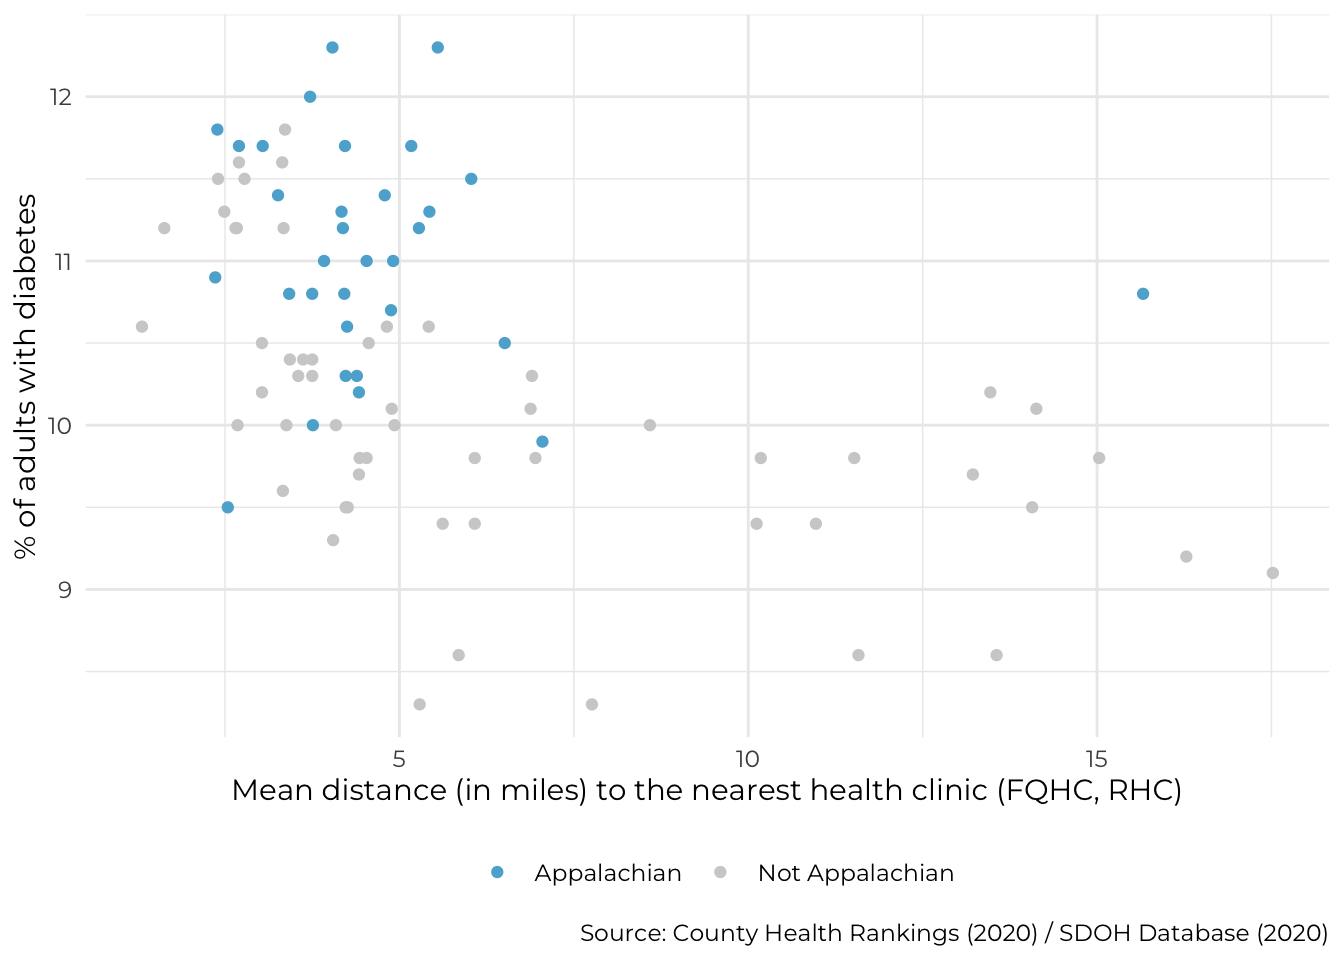 % of adults with diabetes
12
11
10
9
5 10 15
Mean distance (in miles) to the nearest health clinic (FQHC, RHC)
Appalachian Not Appalachian
Source: County Health Rankings (2020) / SDOH Database (2020)